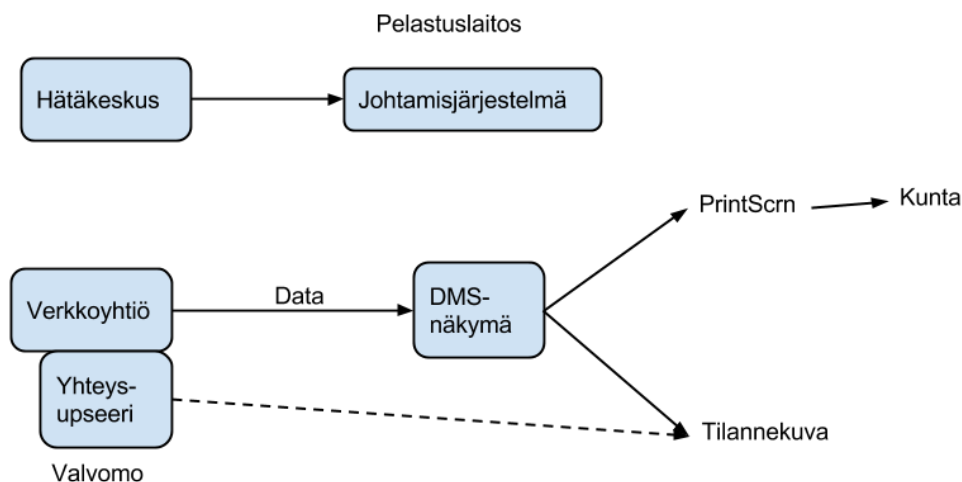 Pelastuslaitos
Hätäkeskus
Johtamisjärjestelmä
PrintScrn
Kunta
Verkkoyhtiö
Data
DMS-
näkymä
Yhteys-
upseeri
Tilannekuva
Valvomo